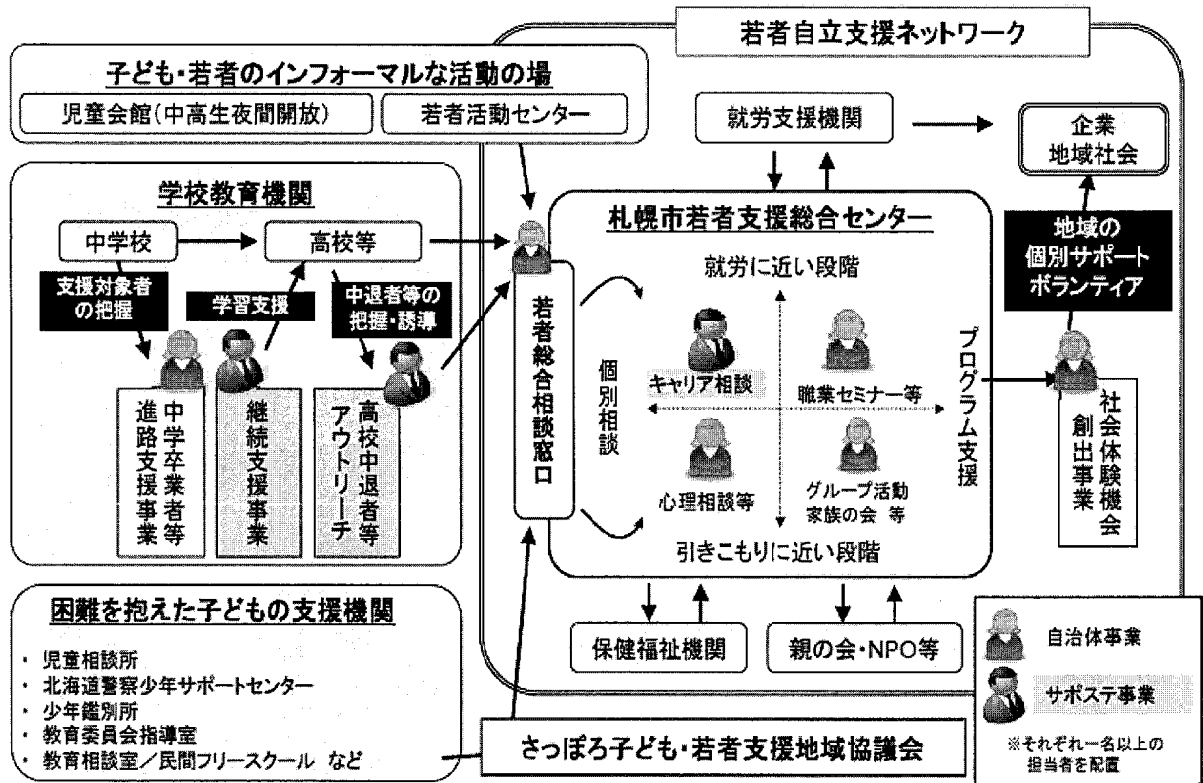 若者自立支援ネットワーク
子ども・若者のインフォーマルな活動の場
児童会館(中高生夜間開放)
若者活動センター
就労支援機関
企業
地域社会
学校教育機関
中学校
高校等
支援対象者
の把握
学習支援
中退者等の
把握・誘導
中学卒業者等
進路支援事業
継続支援事業
高校中退者等
アウトリーチ
札幌市若者支援総合センター
就労に近い段階
若者総合相談窓口
個別相談
キャリア相談
職業セミナー等
心理相談等
グループ活動
家族の会 等
引きこもりに近い段階
プログラム支援
地域の
個別サポート
ボランティア
社会体験機会
創出事業
困難を抱えた子どもの支援機関
・ 児童相談所
・ 北海道警察少年サポートセンター
・ 少年鑑別所
・ 教育委員会指導室
・ 教育相談室/民間フリースクール など
保健福祉機関
親の会・NPO等
さっぽろ子ども・若者支援地域協議会
自治体事業
サポステ事業
※それぞれ一名以上の
担当者を配置